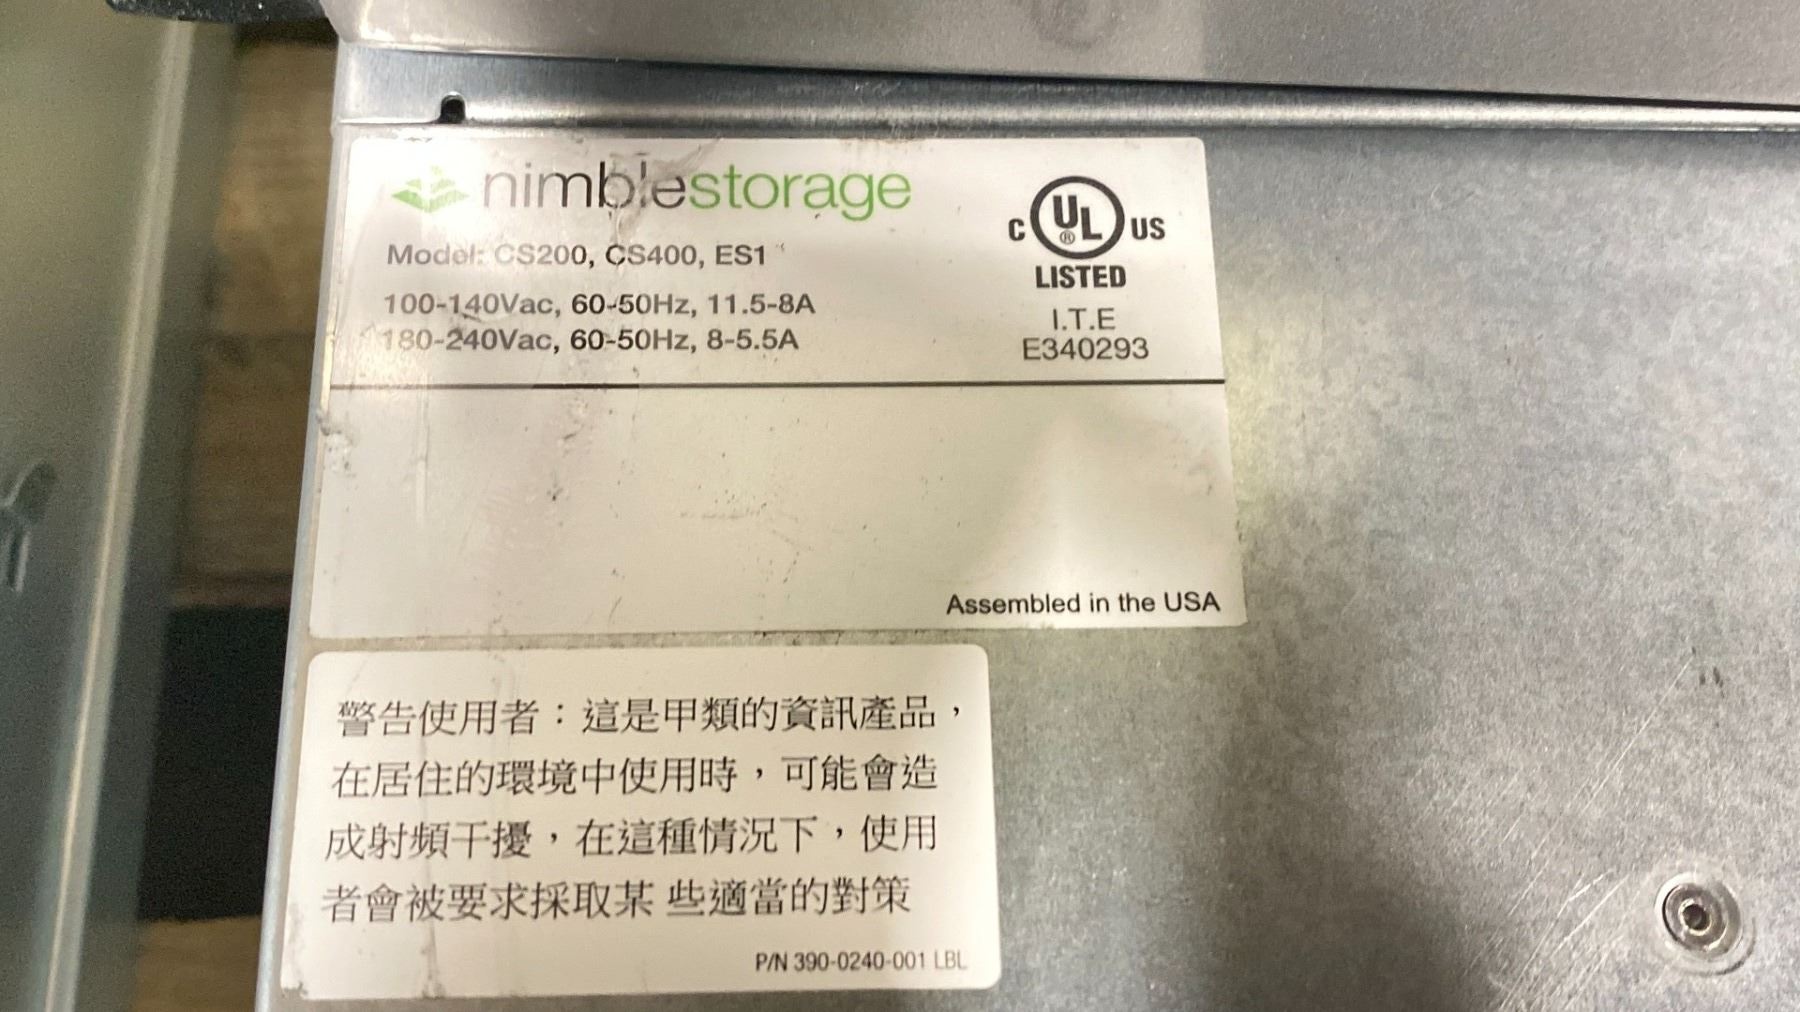 nimblestorage
Model: CS200, CS400, ES1
100-140Vac, 60-50Hz, 11.5-8A
180-240Vac, 60-50Hz, 8-5.5A
C UL® US
LISTED
I.T.E
E340293
Assembled in the USA
警告使用者：這是甲類的資訊產品，
在居住的環境中使用時，可能會造
成射頻干擾，在這種情況下，使用
者會被要求採取某 些適當的對策
P/N 390-0240-001 LBL